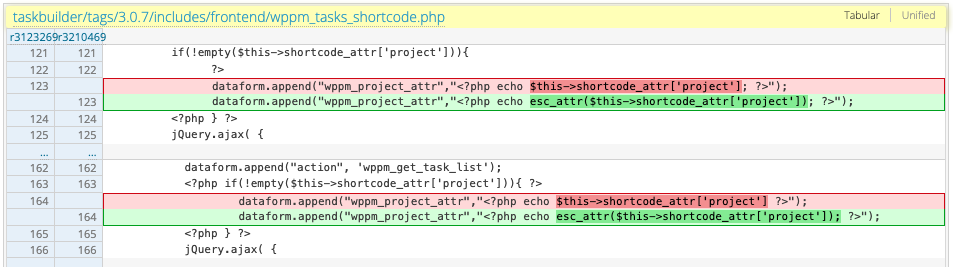 taskbuilder/tags/3.0.7/includes/frontend/wppm_tasks_shortcode.php
Tabular Unified
r3123269 r3210469
121 121 if(!empty($this->shortcode_attr['project'])){
122 122 ?>
123 dataform.append("wppm_project_attr","<?php echo $this->shortcode_attr['project']; ?>");
123 dataform.append("wppm_project_attr","<?php echo esc_attr($this->shortcode_attr['project']); ?>");
124 124 <?php } ?>
125 125 jQuery.ajax( {
… …
162 162 dataform.append("action", 'wppm_get_task_list');
163 163 <?php if(!empty($this->shortcode_attr['project'])){ ?>
164 dataform.append("wppm_project_attr","<?php echo $this->shortcode_attr['project'] ?>");
164 dataform.append("wppm_project_attr","<?php echo esc_attr($this->shortcode_attr['project']); ?>");
165 165 <?php } ?>
166 166 jQuery.ajax( {